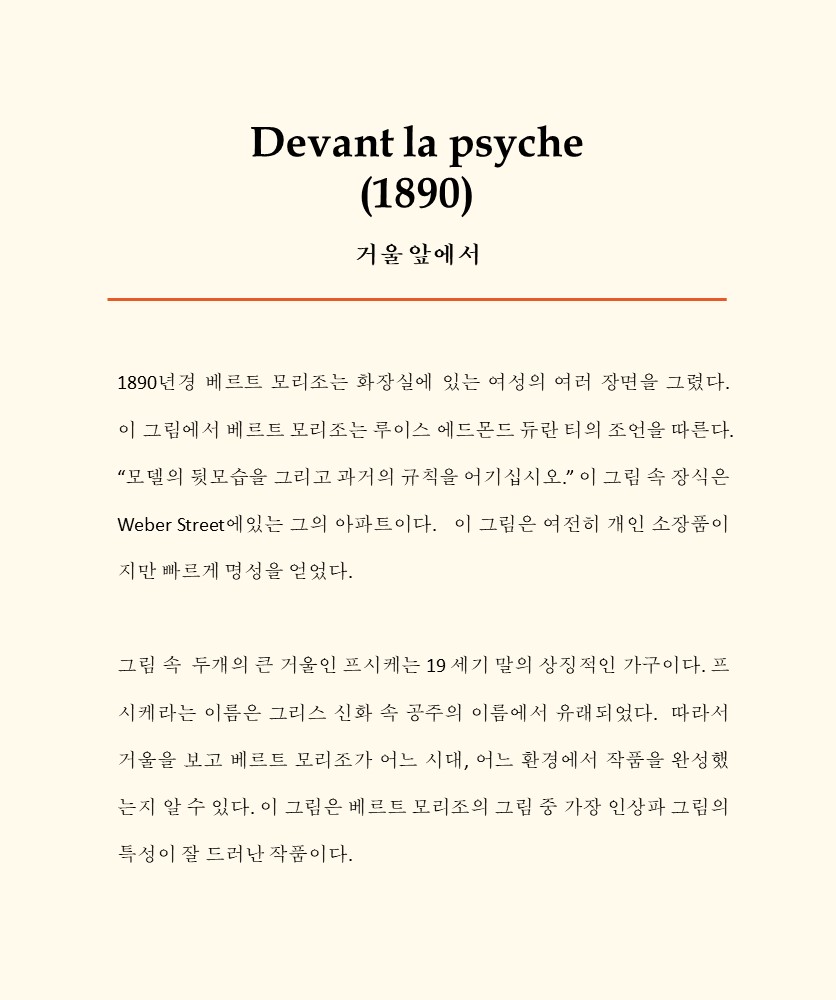 Devant la psyche
(1890)
거울 앞에서
1890년경 베르트 모리조는 화장실에 있는 여성의 여러 장면을 그렸다.
이 그림에서 베르트 모리조는 루이스 에드몬드 듀란 티의 조언을 따른다.
“모델의 뒷모습을 그리고 과거의 규칙을 어기십시오.” 이 그림 속 장식은
Weber Street에있는 그의 아파트이다. 이 그림은 여전히 개인 소장품이
지만 빠르게 명성을 얻었다.
그림 속 두개의 큰 거울인 프시케는 19 세기 말의 상징적인 가구이다. 프
시케라는 이름은 그리스 신화 속 공주의 이름에서 유래되었다. 따라서
거울을 보고 베르트 모리조가 어느 시대, 어느 환경에서 작품을 완성했
는지 알 수 있다. 이 그림은 베르트 모리조의 그림 중 가장 인상파 그림의
특성이 잘 드러난 작품이다.